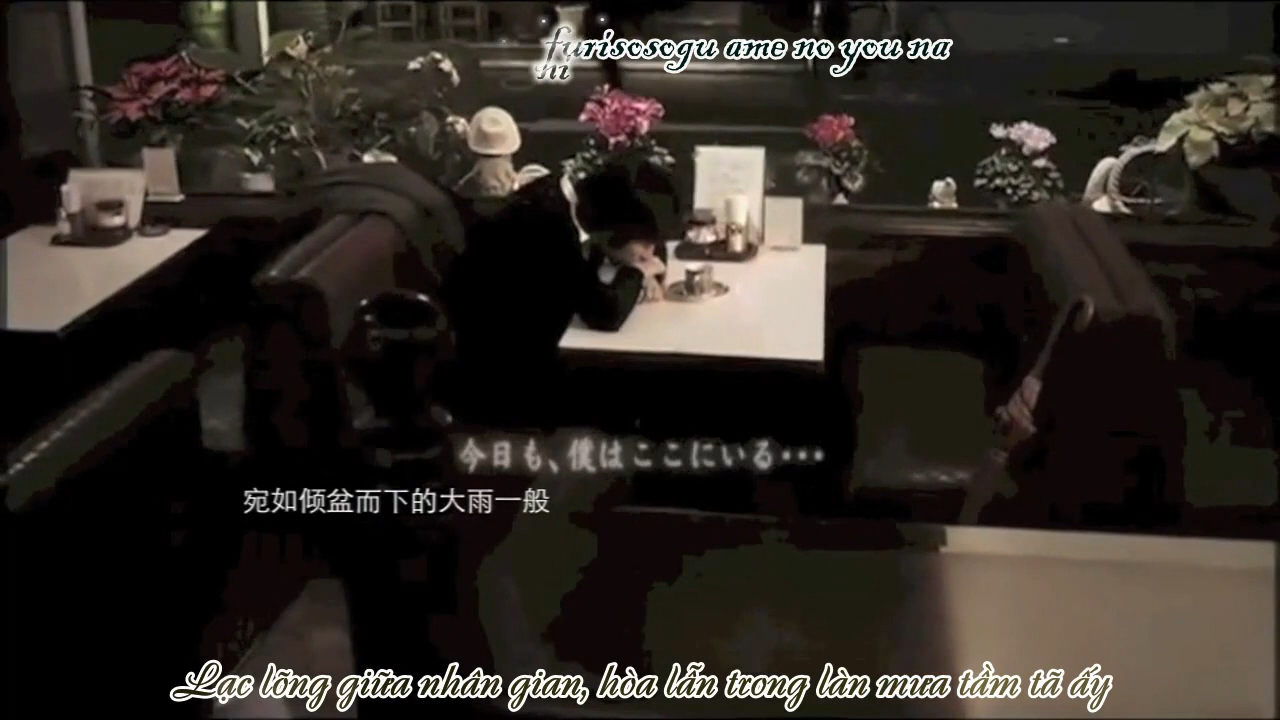 furisosogu ame no you na
ni
今日も、僕はここにいる・・・
宛如倾盆而下的大雨一般
Lạc lõng giữa nhân gian, hòa lẫn trong làn mưa tầm tã ấy